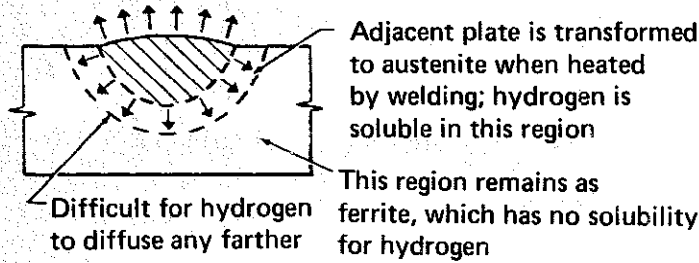 Adjacent plate is transformed
to austenite when heated
by welding; hydrogen is
soluble in this region
This region remains as
ferrite, which has no solubility
for hydrogen
Difficult for hydrogen
to diffuse any farther